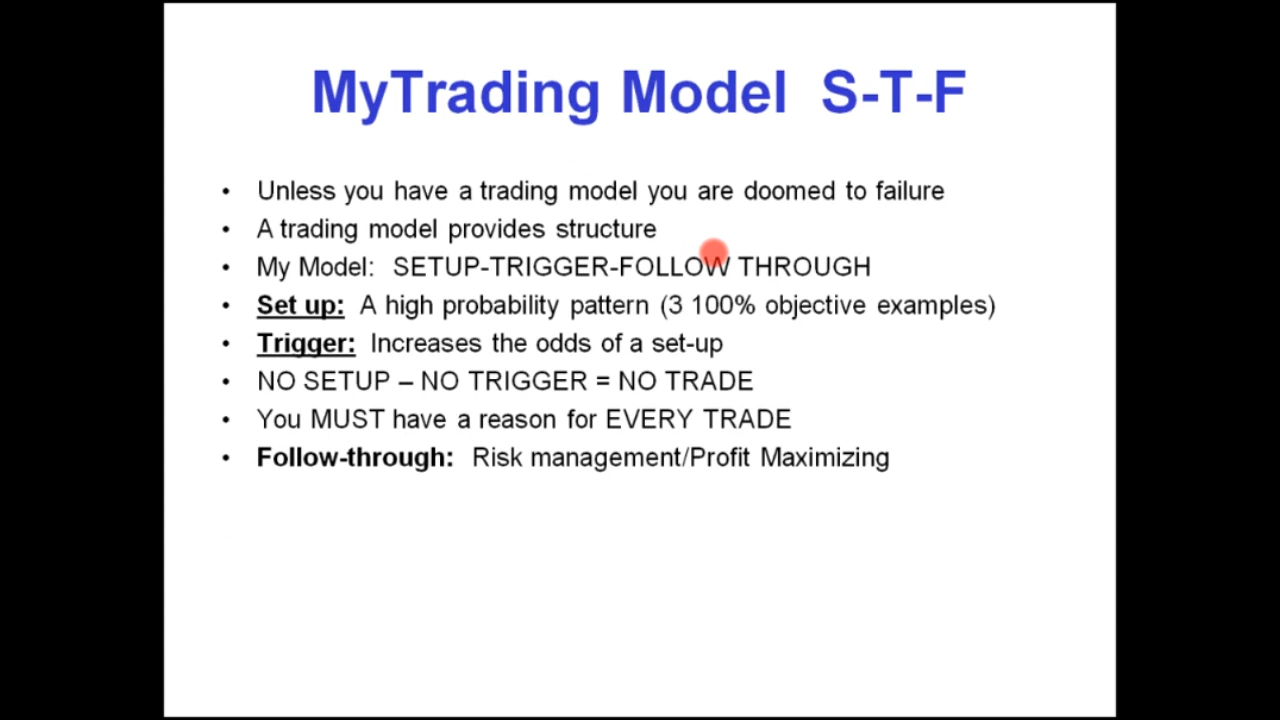 MyTrading Model S-T-F
• Unless you have a trading model you are doomed to failure
• A trading model provides structure
• My Model: SETUP-TRIGGER-FOLLOW THROUGH
• Set up: A high probability pattern (3 100% objective examples)
• Trigger: Increases the odds of a set-up
• NO SETUP – NO TRIGGER = NO TRADE
• You MUST have a reason for EVERY TRADE
• Follow-through: Risk management/Profit Maximizing